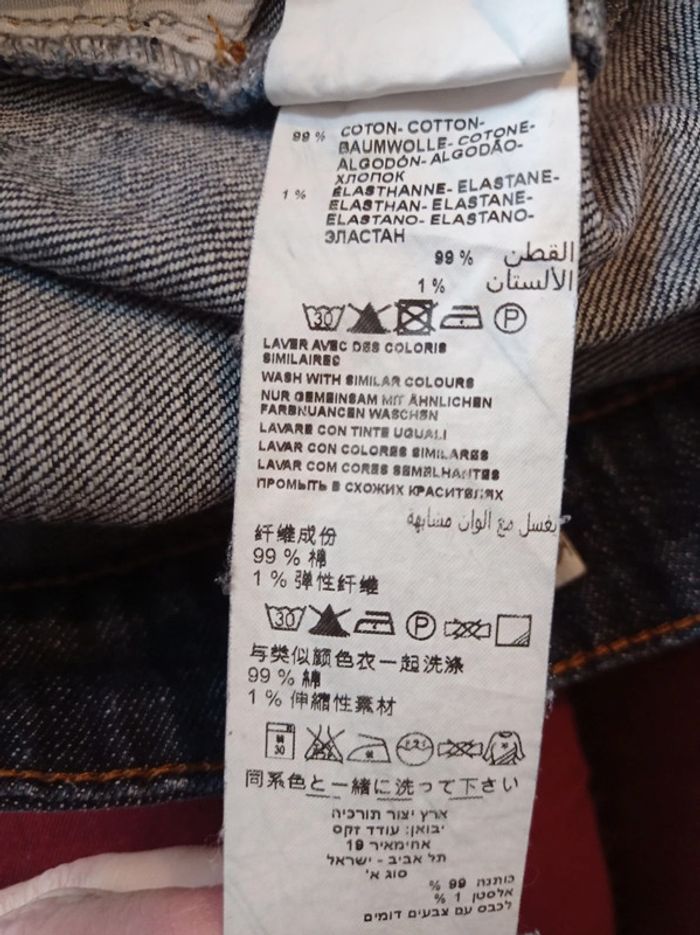 99 % COTON- COTTON-
BAUMWOLLE- COTONE-
ALGODÓN- ALGODÃO-
ХЛОПОК
1 % ÉLASTHANNE- ELASTANE-
ELASTHAN- ELASTANE-
ELASTANO- ELASTANO-
ЭЛАСТАН
99 % القطن
1 % الألستان
30 P
LAVER AVEC DES COLORIS
SIMILAIRES
WASH WITH SIMILAR COLOURS
NUR GEMEINSAM MIT ÄHNLICHEN
FARBNUANCEN WASCHEN
LAVARE CON TINTE UGUALI
LAVAR CON COLORES SIMILARES
LAVAR COM CORES SEMELHANTES
ПРОМЫТЬ В СХОЖИХ КРАСИТЕЛЯХ
يغسل مع ألوان مشابهة
纤维成份
99 % 棉
1 % 弹性纤维
30 P
与类似颜色衣一起洗涤
99 % 綿
1 % 伸縮性素材
30
同系色と一緒に洗って下さい
ארץ יצור תורכיה
יבואן: עודד זקס
אחימאיר 19
תל אביב - ישראל
סוג א'
כותנה 99 %
אלסטן 1 %
לכבס עם צבעים דומים